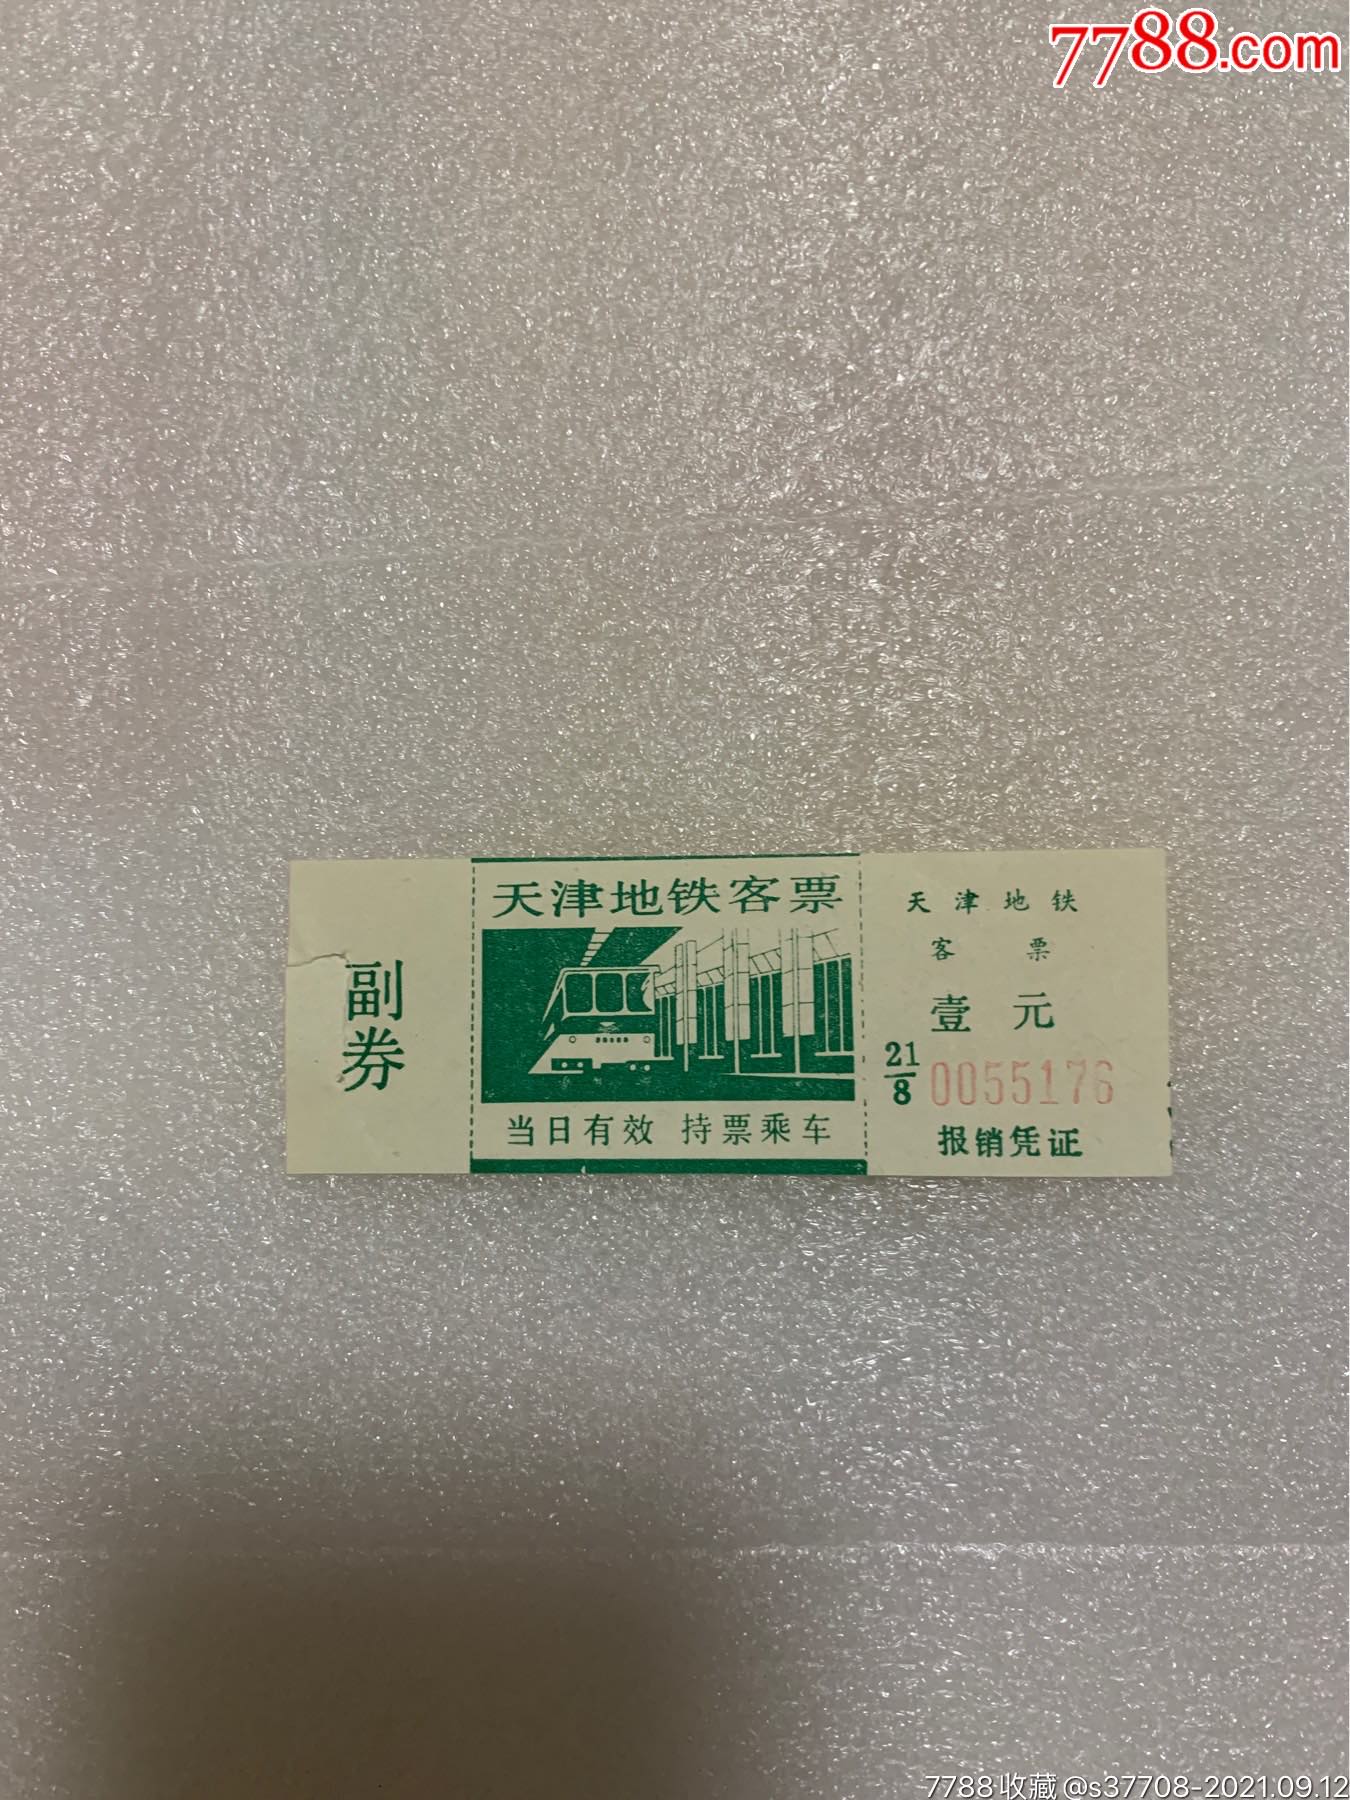 7788.com
副
券
天津地铁客票
当日有效 持票乘车
天津地铁
客票
壹元
21/8 0055176
报销凭证
7788收藏@s37708-2021.09.12